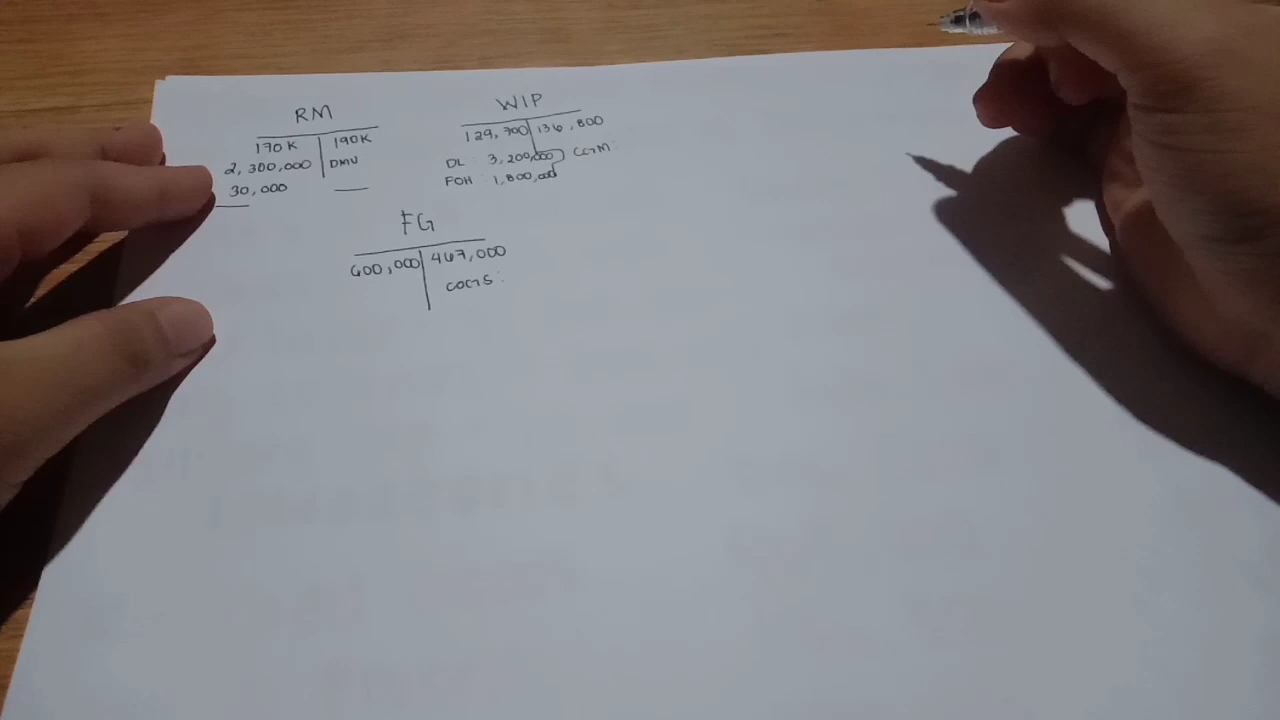 RM
170K 190K
2,300,000 DMU
30,000
WIP
129,700 136,800
DL : 3,200,000 CGM:
FOH : 1,800,000
FG
600,000 467,000
COGS :